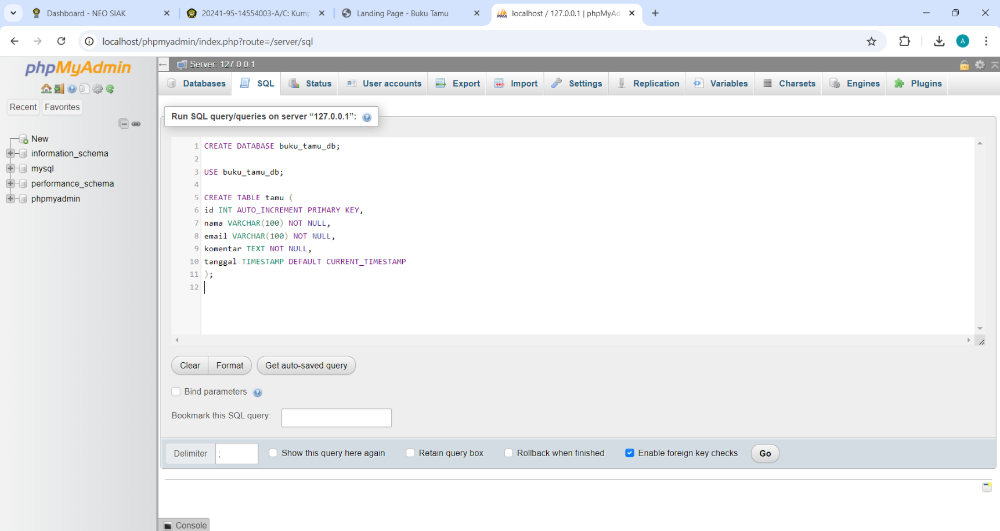 Dashboard - NEO SIAK
20241-95-14554003-A/C: Kump
Landing Page - Buku Tamu
localhost / 127.0.0.1 | phpMyAd
localhost/phpmyadmin/index.php?route=/server/sql
A
phpMyAdmin
Recent Favorites
New
information_schema
mysql
performance_schema
phpmyadmin
Server: 127.0.0.1
Databases SQL Status User accounts Export Import Settings Replication Variables Charsets Engines Plugins
Run SQL query/queries on server “127.0.0.1”:
1 CREATE DATABASE buku_tamu_db;
2
3 USE buku_tamu_db;
4
5 CREATE TABLE tamu (
6 id INT AUTO_INCREMENT PRIMARY KEY,
7 nama VARCHAR(100) NOT NULL,
8 email VARCHAR(100) NOT NULL,
9 komentar TEXT NOT NULL,
10 tanggal TIMESTAMP DEFAULT CURRENT_TIMESTAMP
11 );
12
Clear Format Get auto-saved query
Bind parameters
Bookmark this SQL query:
Delimiter ; Show this query here again Retain query box Rollback when finished Enable foreign key checks Go
Console